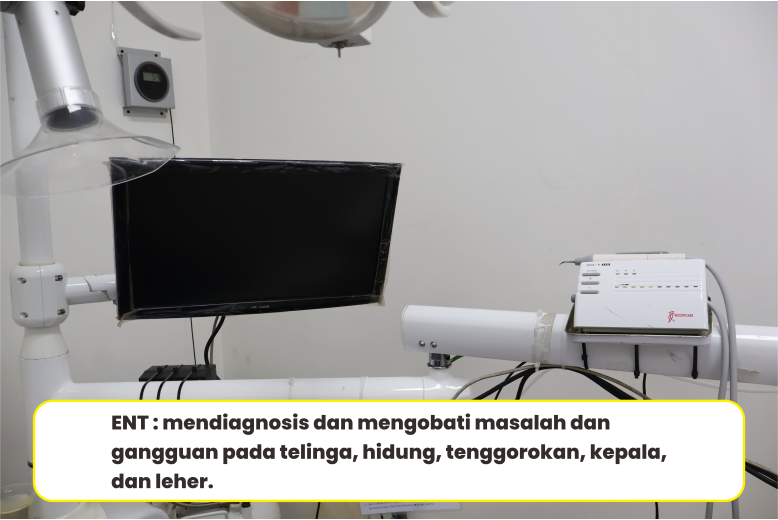 ENT : mendiagnosis dan mengobati masalah dan
gangguan pada telinga, hidung, tenggorokan, kepala,
dan leher.